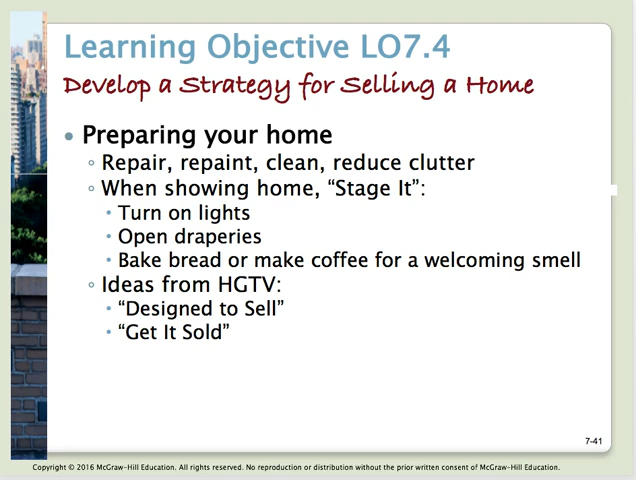 Learning Objective LO7.4
Develop a Strategy for Selling a Home
• Preparing your home
◦ Repair, repaint, clean, reduce clutter
◦ When showing home, “Stage It”:
• Turn on lights
• Open draperies
• Bake bread or make coffee for a welcoming smell
◦ Ideas from HGTV:
• “Designed to Sell”
• “Get It Sold”
7-41
Copyright © 2016 McGraw-Hill Education. All rights reserved. No reproduction or distribution without the prior written consent of McGraw-Hill Education.